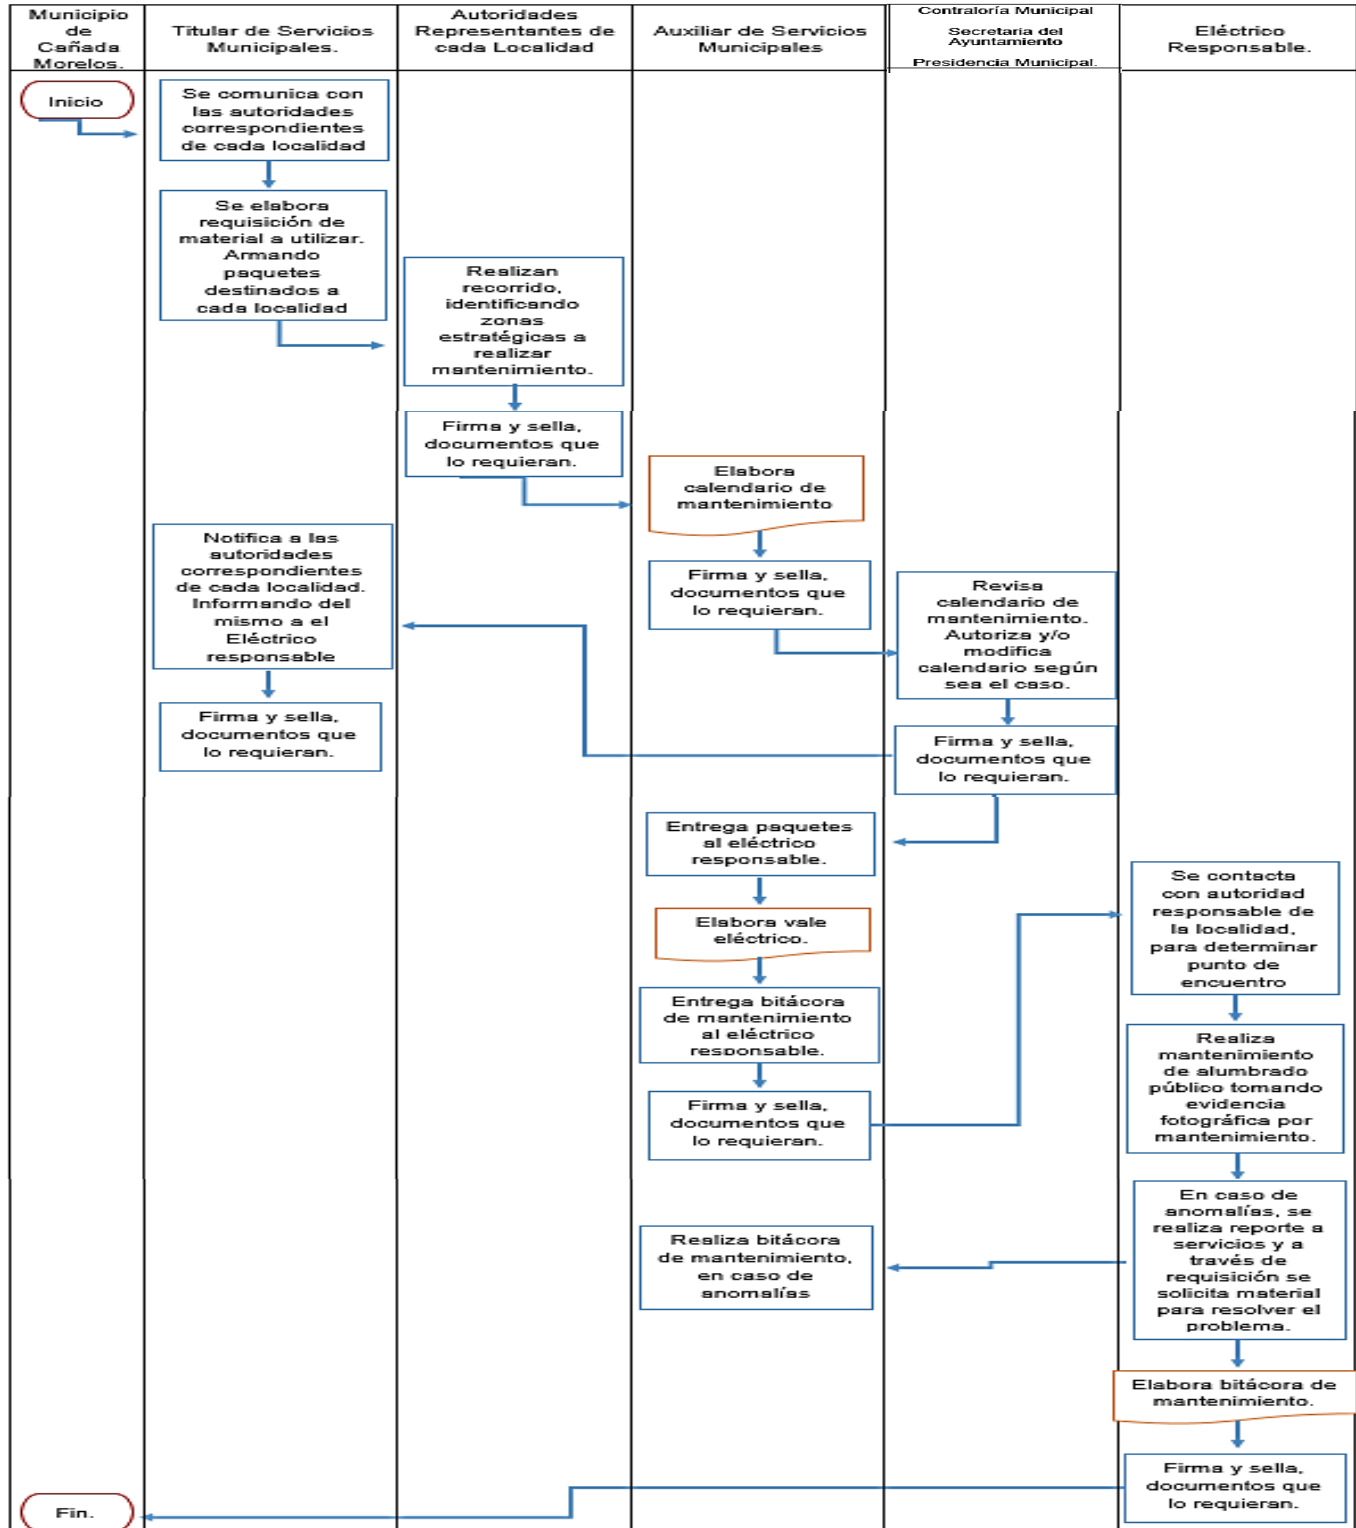 Municipio
de
Cañada
Morelos.
Titular de Servicios
Municipales.
Autoridades
Representantes de
cada Localidad
Auxiliar de Servicios
Municipales
Contraloría Municipal
Secretaria del
Ayuntamiento
Presidencia Municipal.
Eléctrico
Responsable.
Inicio
Se comunica con
las autoridades
correspondientes
de cada localidad
Se elabora
requisición de
material a utilizar.
Armando
paquetes
destinados a
cada localidad
Realizan
recorrido,
identificando
zonas
estratégicas a
realizar
mantenimiento.
Firma y sella,
documentos que
lo requieran.
Elabora
calendario de
mantenimiento
Firma y sella,
documentos que
lo requieran.
Revisa
calendario de
mantenimiento.
Autoriza y/o
modifica
calendario según
sea el caso.
Firma y sella,
documentos que
lo requieran.
Notifica a las
autoridades
correspondientes
de cada localidad.
Informando del
mismo a el
Eléctrico
responsable
Firma y sella,
documentos que
lo requieran.
Entrega paquetes
al eléctrico
responsable.
Elabora vale
eléctrico.
Entrega bitácora
de mantenimiento
al eléctrico
responsable.
Firma y sella,
documentos que
lo requieran.
Se contacta
con autoridad
responsable de
la localidad,
para determinar
punto de
encuentro
Realiza
mantenimiento
de alumbrado
público tomando
evidencia
fotográfica por
mantenimiento.
En caso de
anomalías, se
realiza reporte a
servicios y a
través de
requisición se
solicita material
para resolver el
problema.
Realiza bitácora
de mantenimiento,
en caso de
anomalías
Elabora bitácora de
mantenimiento.
Firma y sella,
documentos que
lo requieran.
Fin.